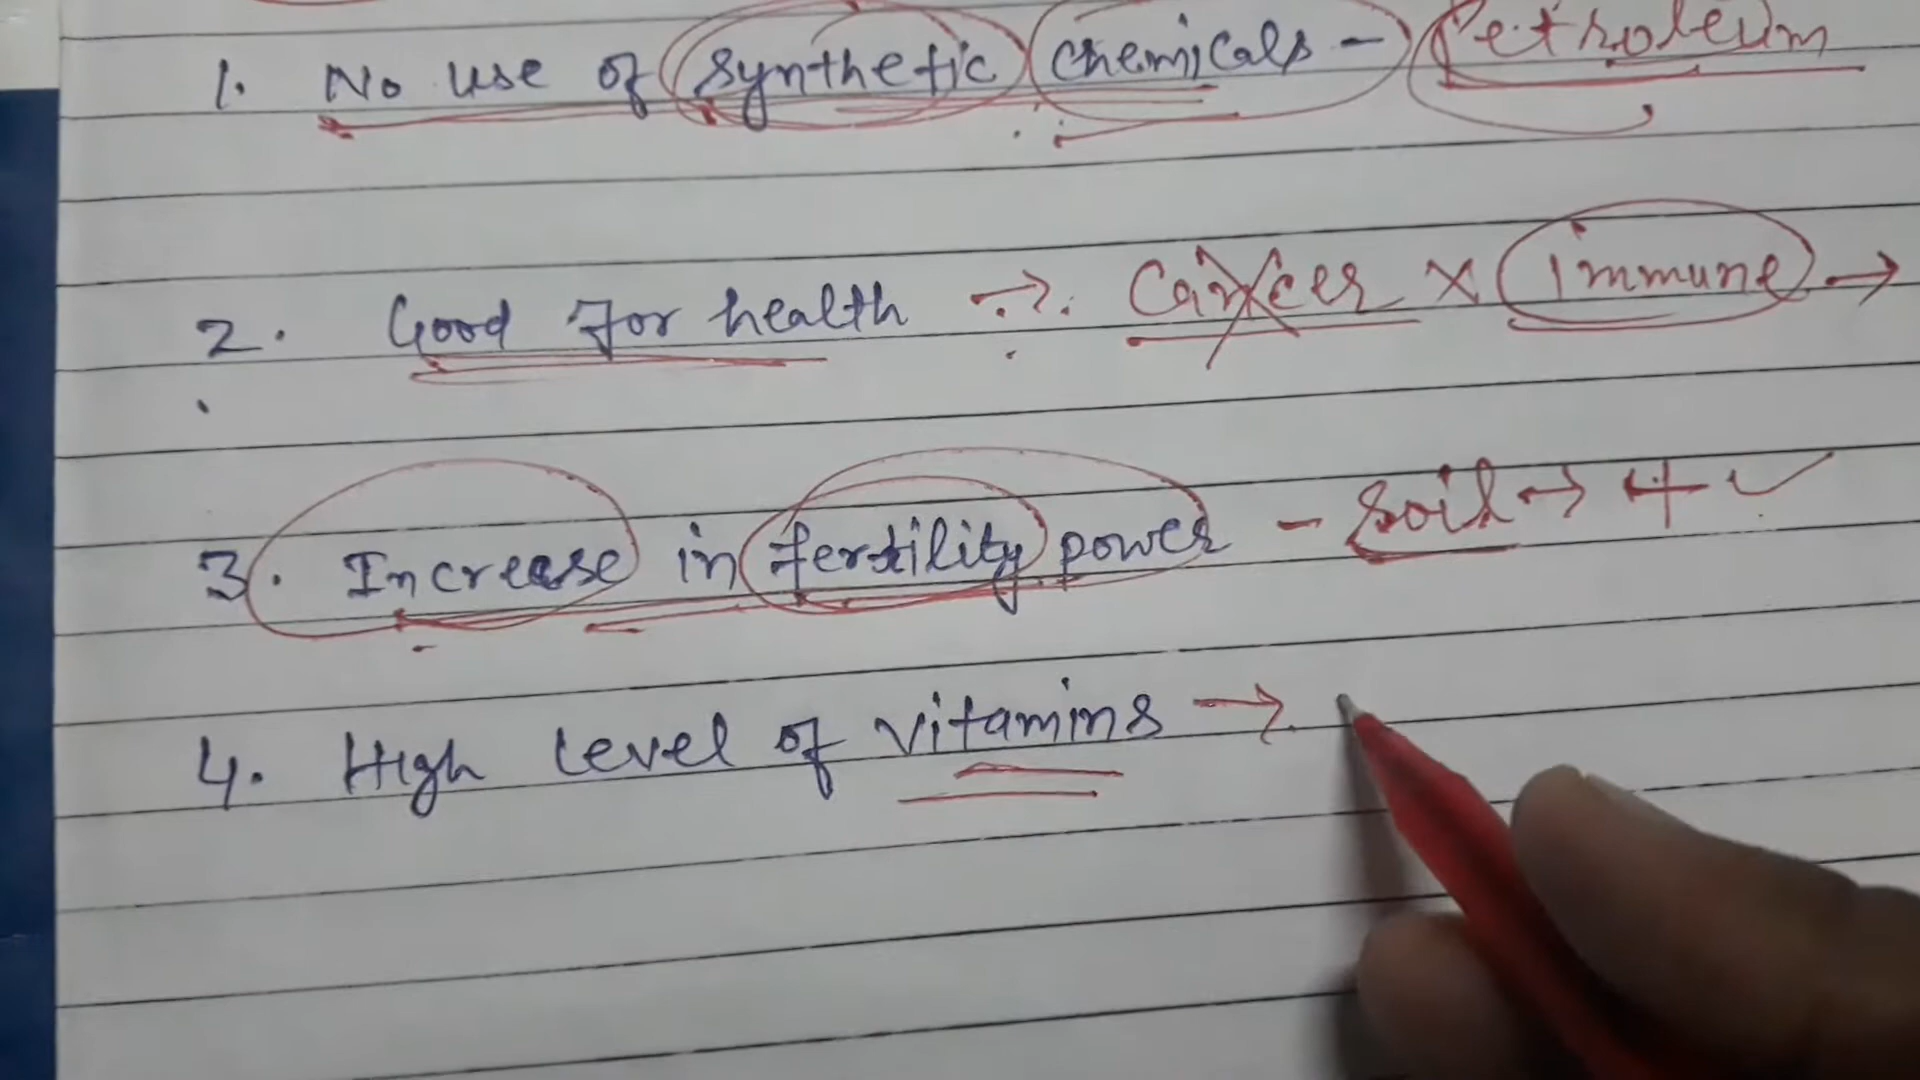 1. No use of synthetic chemicals - Petroleum
2. Good for health → Cancer × immune →
3. Increase in fertility power - soil → + ✓
4. High level of vitamins →